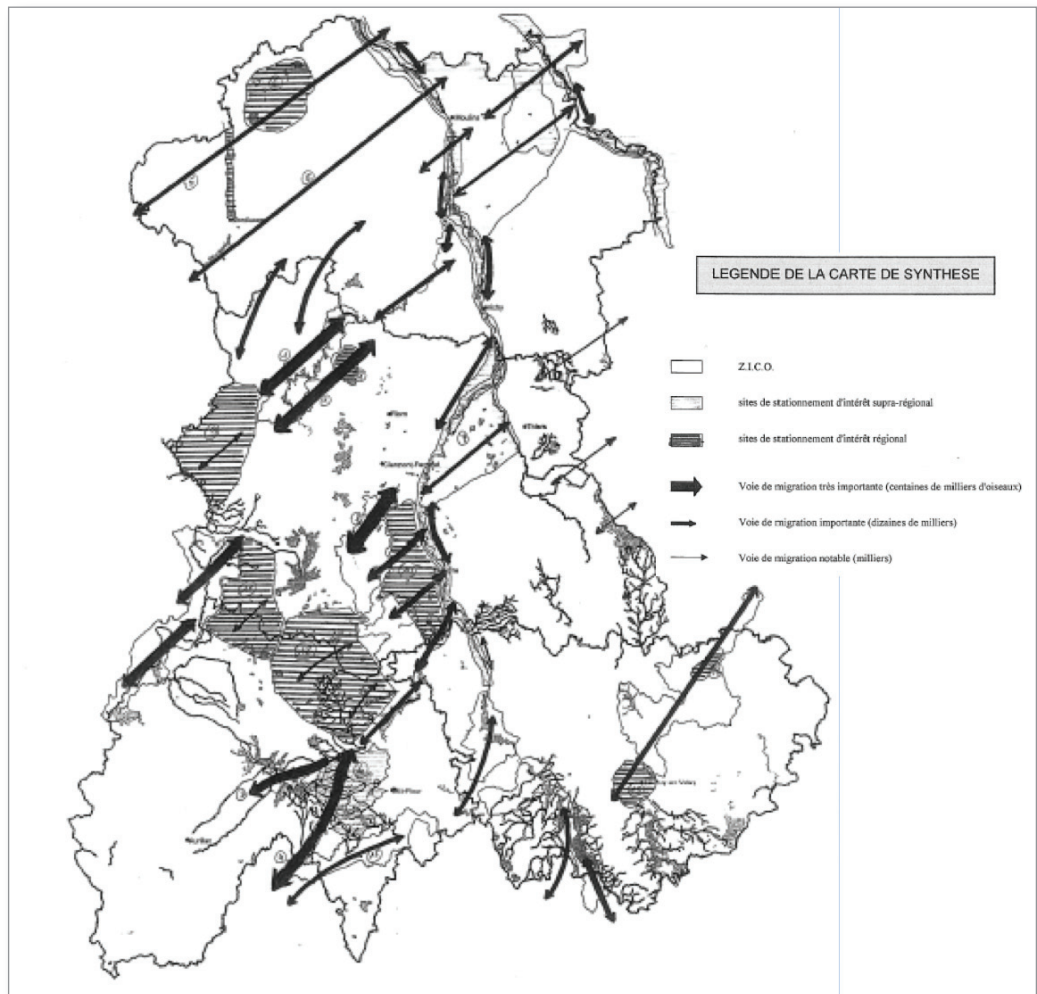 Moulins
Vichy
Riom
Thiers
Clermont-Ferrand
St-Flour
Aurillac
LEGENDE DE LA CARTE DE SYNTHESE
Z.I.C.O.
sites de stationnement d'intérêt supra-régional
sites de stationnement d'intérêt régional
Voie de migration très importante (centaines de milliers d'oiseaux)
Voie de migration importante (dizaines de milliers)
Voie de migration notable (milliers)